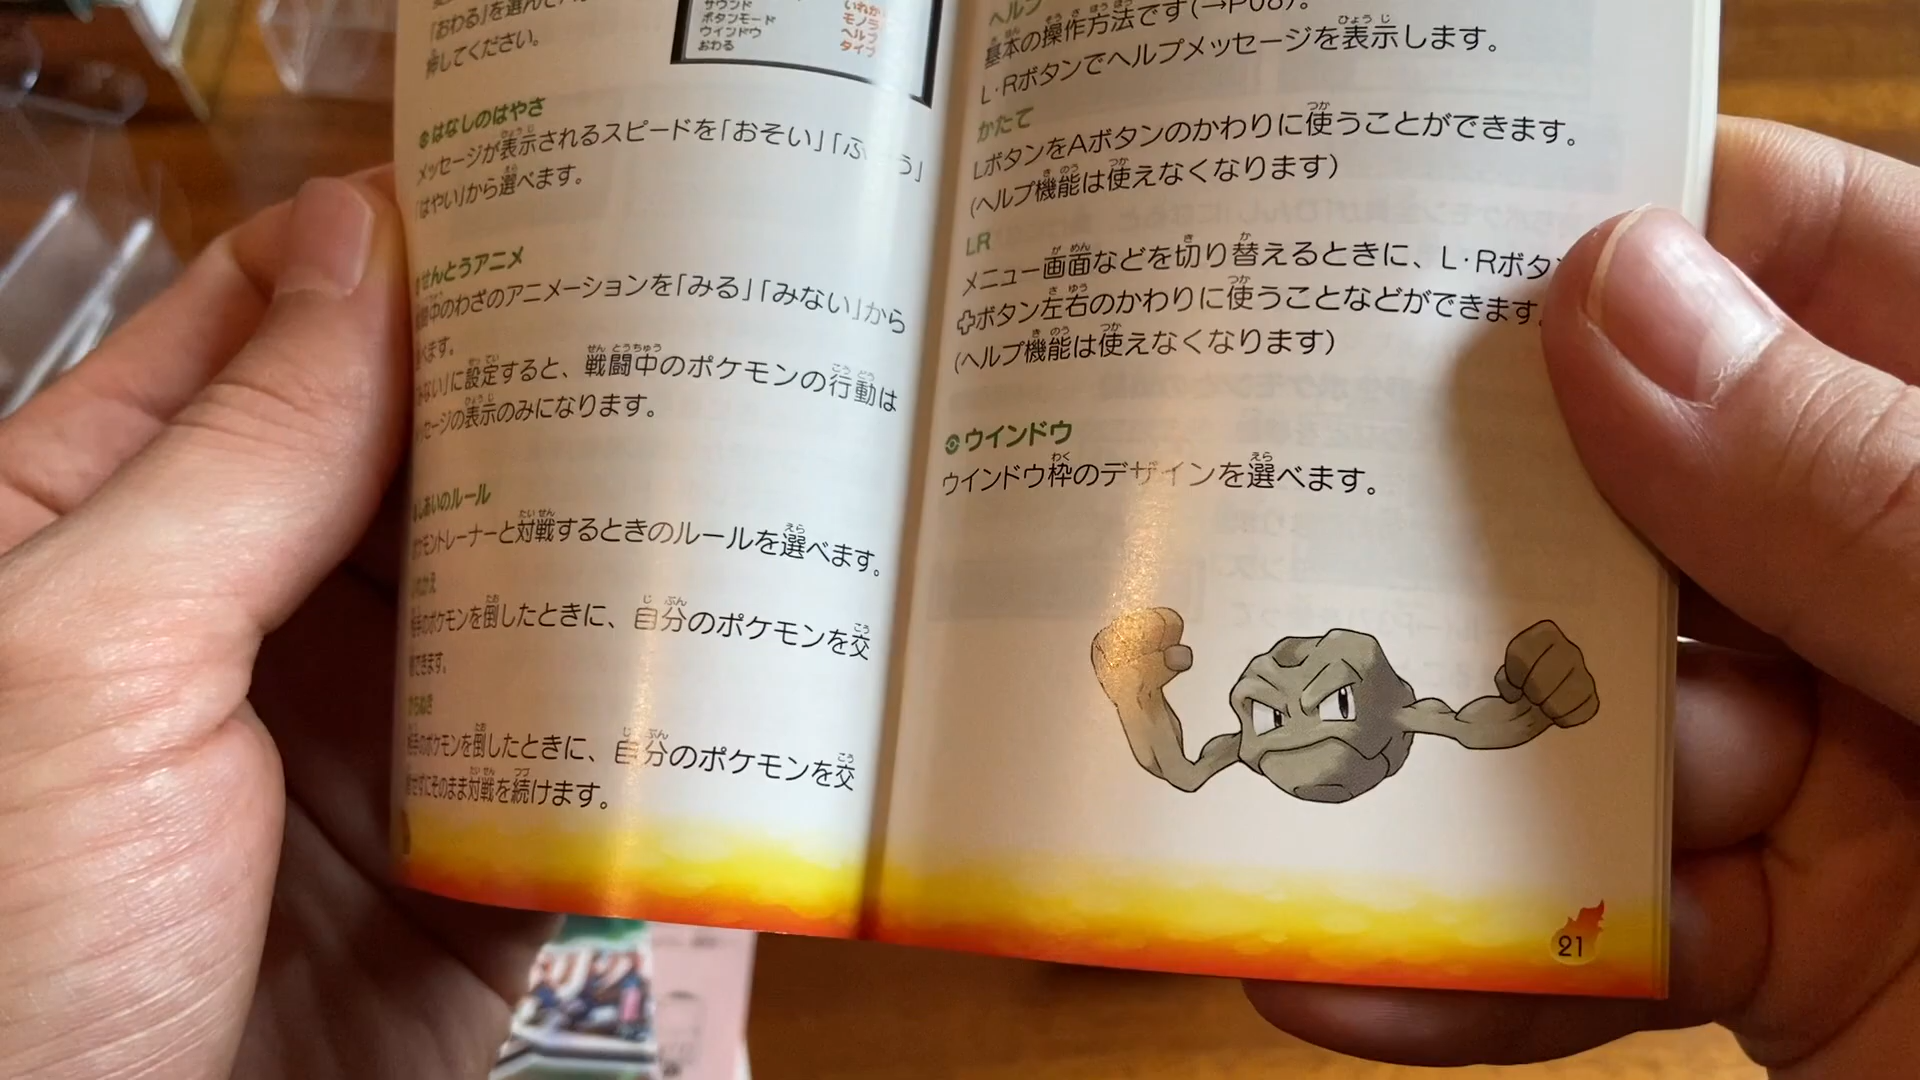 「おわる」を選んで
押してください。
サウンド
ボタンモード
ウインドウ
おわる
いれか
モノラ
ヘルプ
タイプ
はなしのはやさ
メッセージが表示されるスピードを「おそい」「ふつう」
「はやい」から選べます。
せんとうアニメ
中のわざのアニメーションを「みる」「みない」から
べます。
ない」に設定すると、戦闘中のポケモンの行動は
セージの表示のみになります。
しあいのルール
モントレーナーと対戦するときのルールを選べます。
かえ
のポケモンを倒したときに、自分のポケモンを交
できます。
ちぬき
のポケモンを倒したときに、自分のポケモンを交
せずにそのまま対戦を続けます。
ヘルプ
基本の操作方法です(→P08)。
L・Rボタンでヘルプメッセージを表示します。
かたて
LボタンをAボタンのかわりに使うことができます。
(ヘルプ機能は使えなくなります)
LR
メニュー画面などを切り替えるときに、L・Rボタ
ボタン左右のかわりに使うことなどができます。
(ヘルプ機能は使えなくなります)
ウインドウ
ウインドウ枠のデザインを選べます。
21